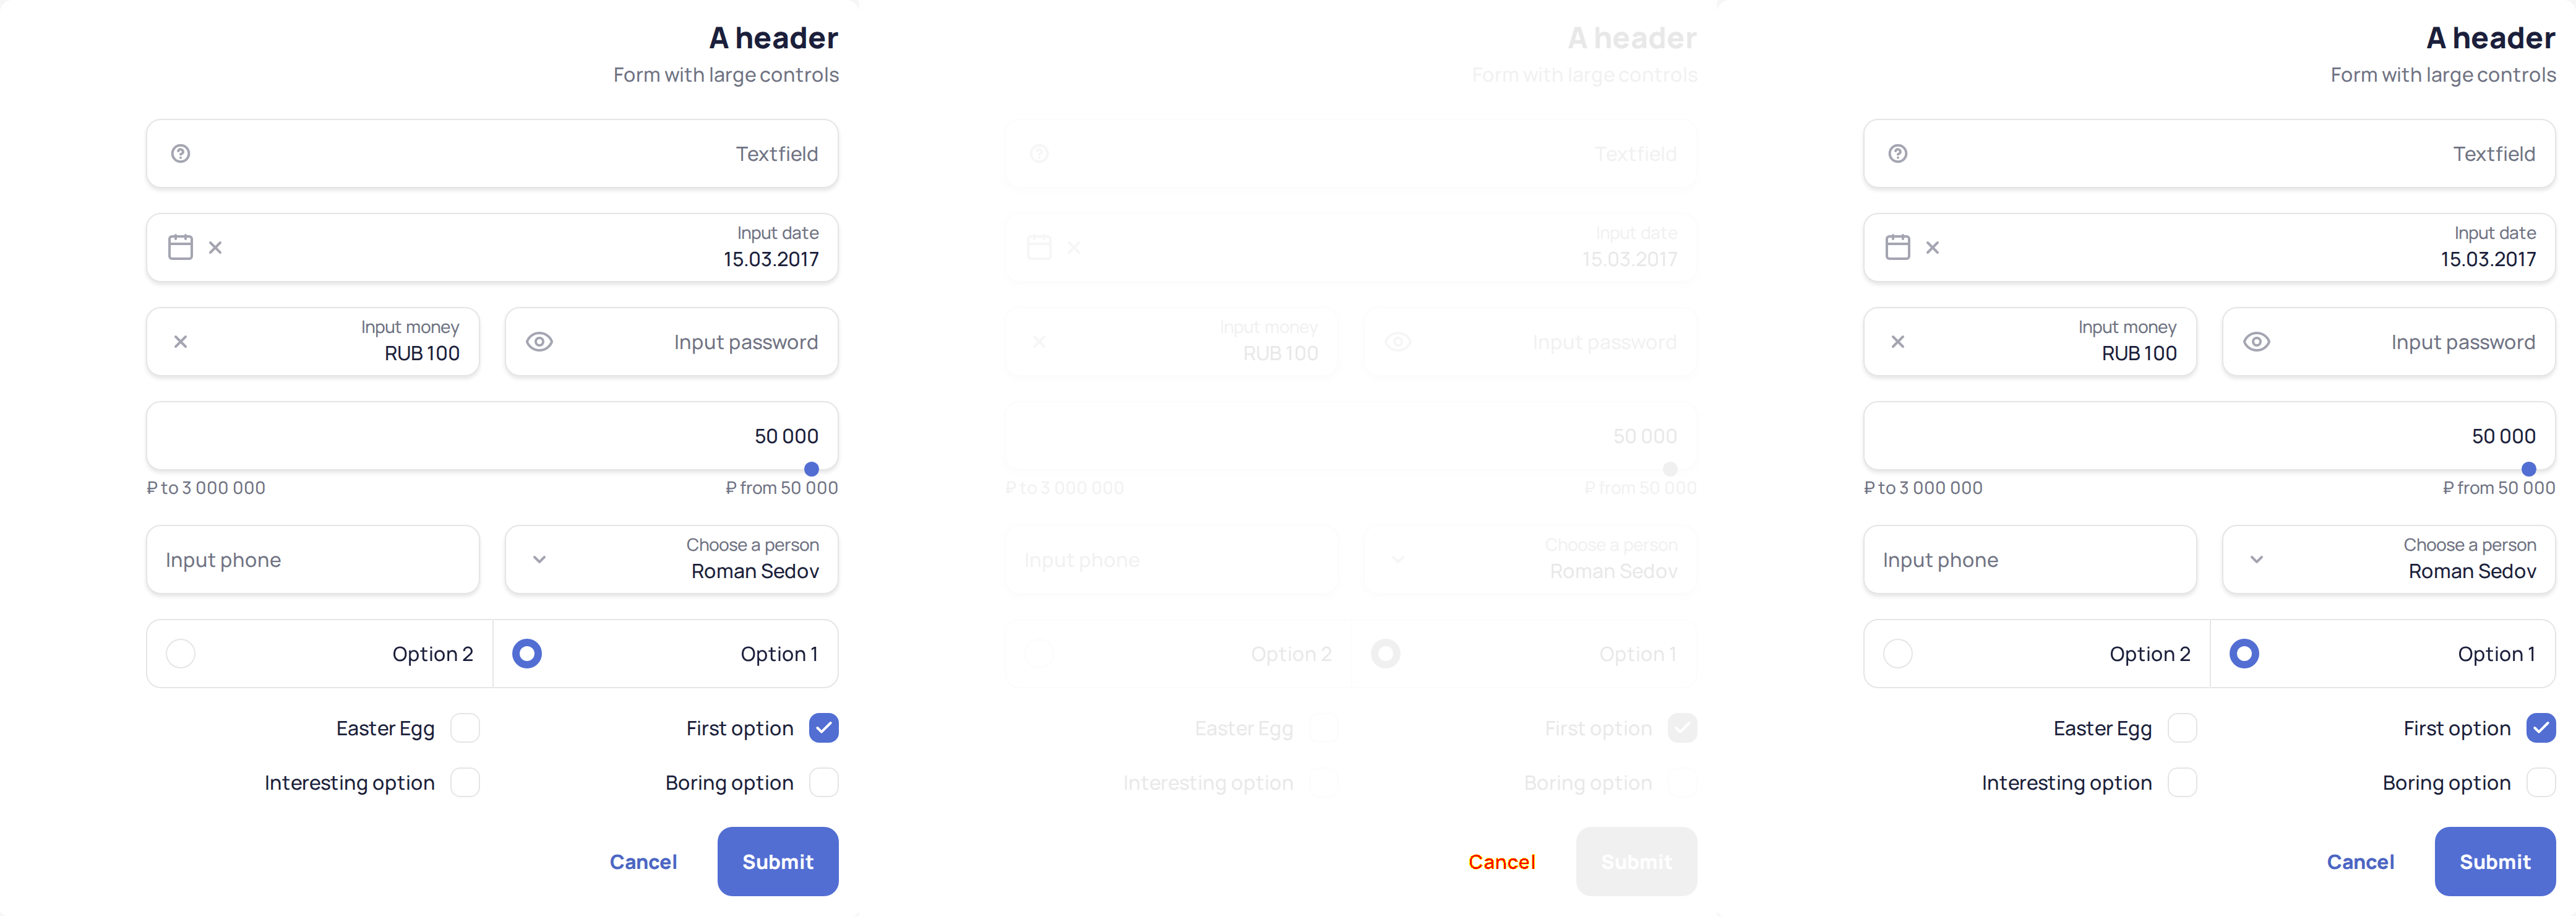 A header
Form with large controls
Textfield
Input date
15.03.2017
Input money
RUB 100
Input password
50 000
₽ to 3 000 000
₽ from 50 000
Input phone
Choose a person
Roman Sedov
Option 2
Option 1
Easter Egg
First option
Interesting option
Boring option
Cancel
Submit
A header
Form with large controls
Textfield
Input date
15.03.2017
Input money
RUB 100
Input password
50 000
₽ to 3 000 000
₽ from 50 000
Input phone
Choose a person
Roman Sedov
Option 2
Option 1
Easter Egg
First option
Interesting option
Boring option
Cancel
Submit
A header
Form with large controls
Textfield
Input date
15.03.2017
Input money
RUB 100
Input password
50 000
₽ to 3 000 000
₽ from 50 000
Input phone
Choose a person
Roman Sedov
Option 2
Option 1
Easter Egg
First option
Interesting option
Boring option
Cancel
Submit